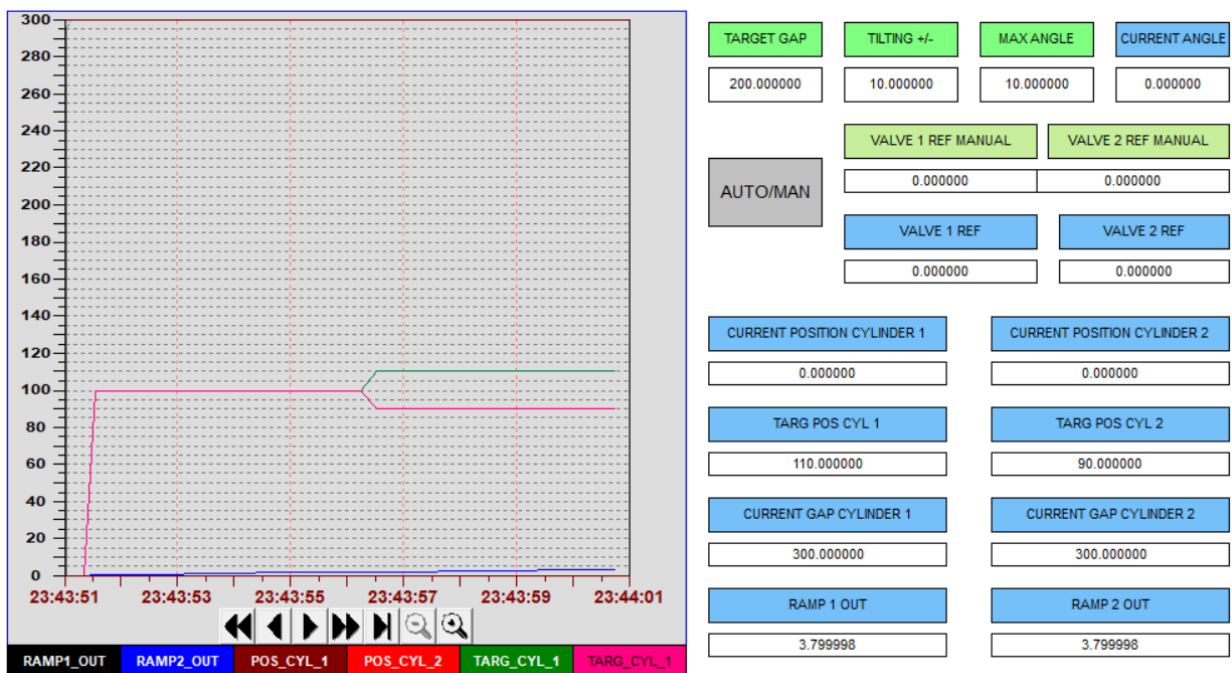 300
280
260
240
220
200
180
160
140
120
100
80
60
40
20
0
23:43:51 23:43:53 23:43:55 23:43:57 23:43:59 23:44:01
RAMP1_OUT RAMP2_OUT POS_CYL_1 POS_CYL_2 TARG_CYL_1 TARG_CYL_1
TARGET GAP TILTING +/- MAX ANGLE CURRENT ANGLE
200.000000 10.000000 10.000000 0.000000
VALVE 1 REF MANUAL VALVE 2 REF MANUAL
0.000000 0.000000
AUTO/MAN
VALVE 1 REF VALVE 2 REF
0.000000 0.000000
CURRENT POSITION CYLINDER 1 CURRENT POSITION CYLINDER 2
0.000000 0.000000
TARG POS CYL 1 TARG POS CYL 2
110.000000 90.000000
CURRENT GAP CYLINDER 1 CURRENT GAP CYLINDER 2
300.000000 300.000000
RAMP 1 OUT RAMP 2 OUT
3.799998 3.799998